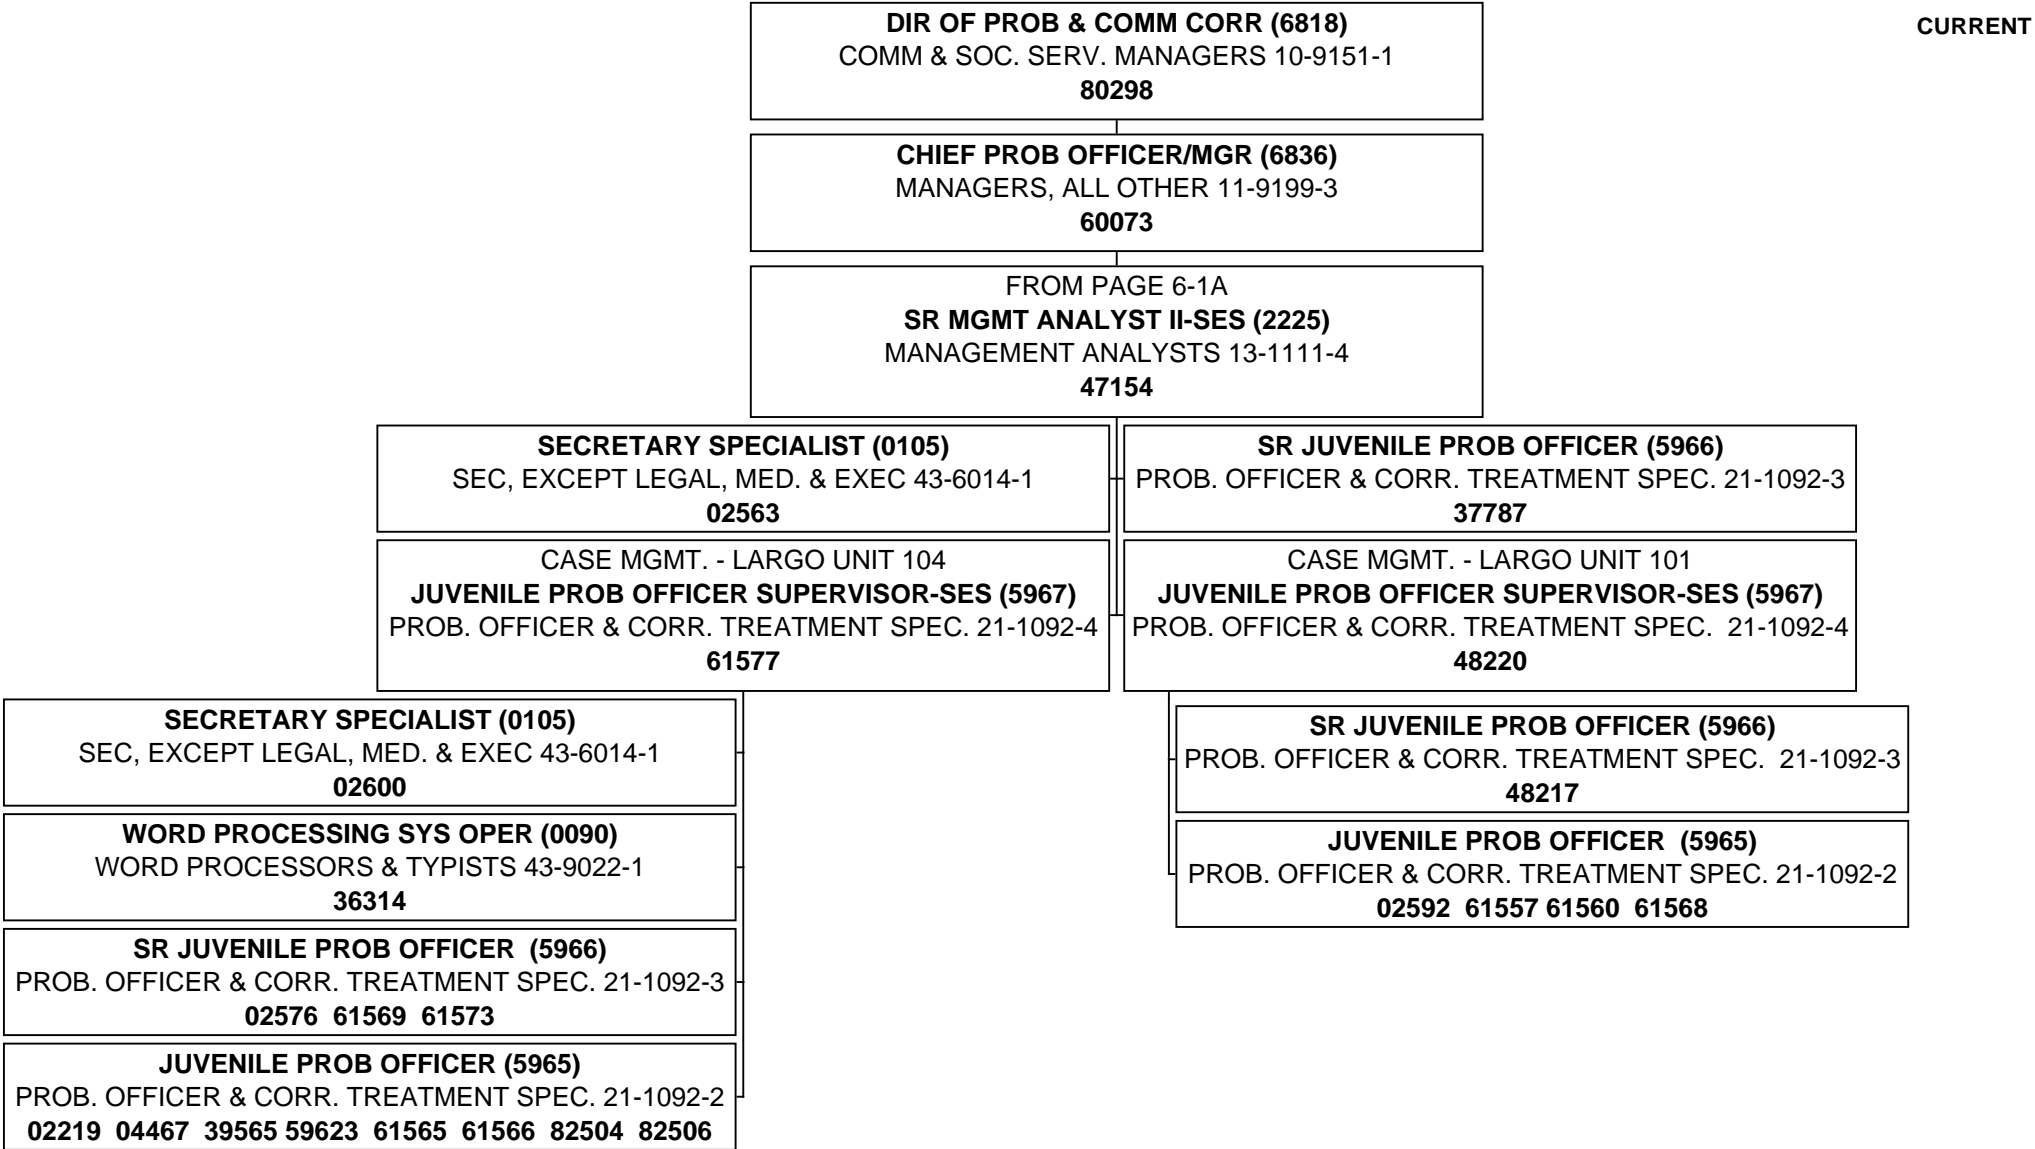 CURRENT
DIR OF PROB & COMM CORR (6818)
COMM & SOC. SERV. MANAGERS 10-9151-1
80298
CHIEF PROB OFFICER/MGR (6836)
MANAGERS, ALL OTHER 11-9199-3
60073
FROM PAGE 6-1A
SR MGMT ANALYST II-SES (2225)
MANAGEMENT ANALYSTS 13-1111-4
47154
SECRETARY SPECIALIST (0105)
SEC, EXCEPT LEGAL, MED. & EXEC 43-6014-1
02563
SR JUVENILE PROB OFFICER (5966)
PROB. OFFICER & CORR. TREATMENT SPEC. 21-1092-3
37787
CASE MGMT. - LARGO UNIT 104
JUVENILE PROB OFFICER SUPERVISOR-SES (5967)
PROB. OFFICER & CORR. TREATMENT SPEC. 21-1092-4
61577
CASE MGMT. - LARGO UNIT 101
JUVENILE PROB OFFICER SUPERVISOR-SES (5967)
PROB. OFFICER & CORR. TREATMENT SPEC. 21-1092-4
48220
SECRETARY SPECIALIST (0105)
SEC, EXCEPT LEGAL, MED. & EXEC 43-6014-1
02600
WORD PROCESSING SYS OPER (0090)
WORD PROCESSORS & TYPISTS 43-9022-1
36314
SR JUVENILE PROB OFFICER (5966)
PROB. OFFICER & CORR. TREATMENT SPEC. 21-1092-3
02576 61569 61573
JUVENILE PROB OFFICER (5965)
PROB. OFFICER & CORR. TREATMENT SPEC. 21-1092-2
02219 04467 39565 59623 61565 61566 82504 82506
SR JUVENILE PROB OFFICER (5966)
PROB. OFFICER & CORR. TREATMENT SPEC. 21-1092-3
48217
JUVENILE PROB OFFICER (5965)
PROB. OFFICER & CORR. TREATMENT SPEC. 21-1092-2
02592 61557 61560 61568